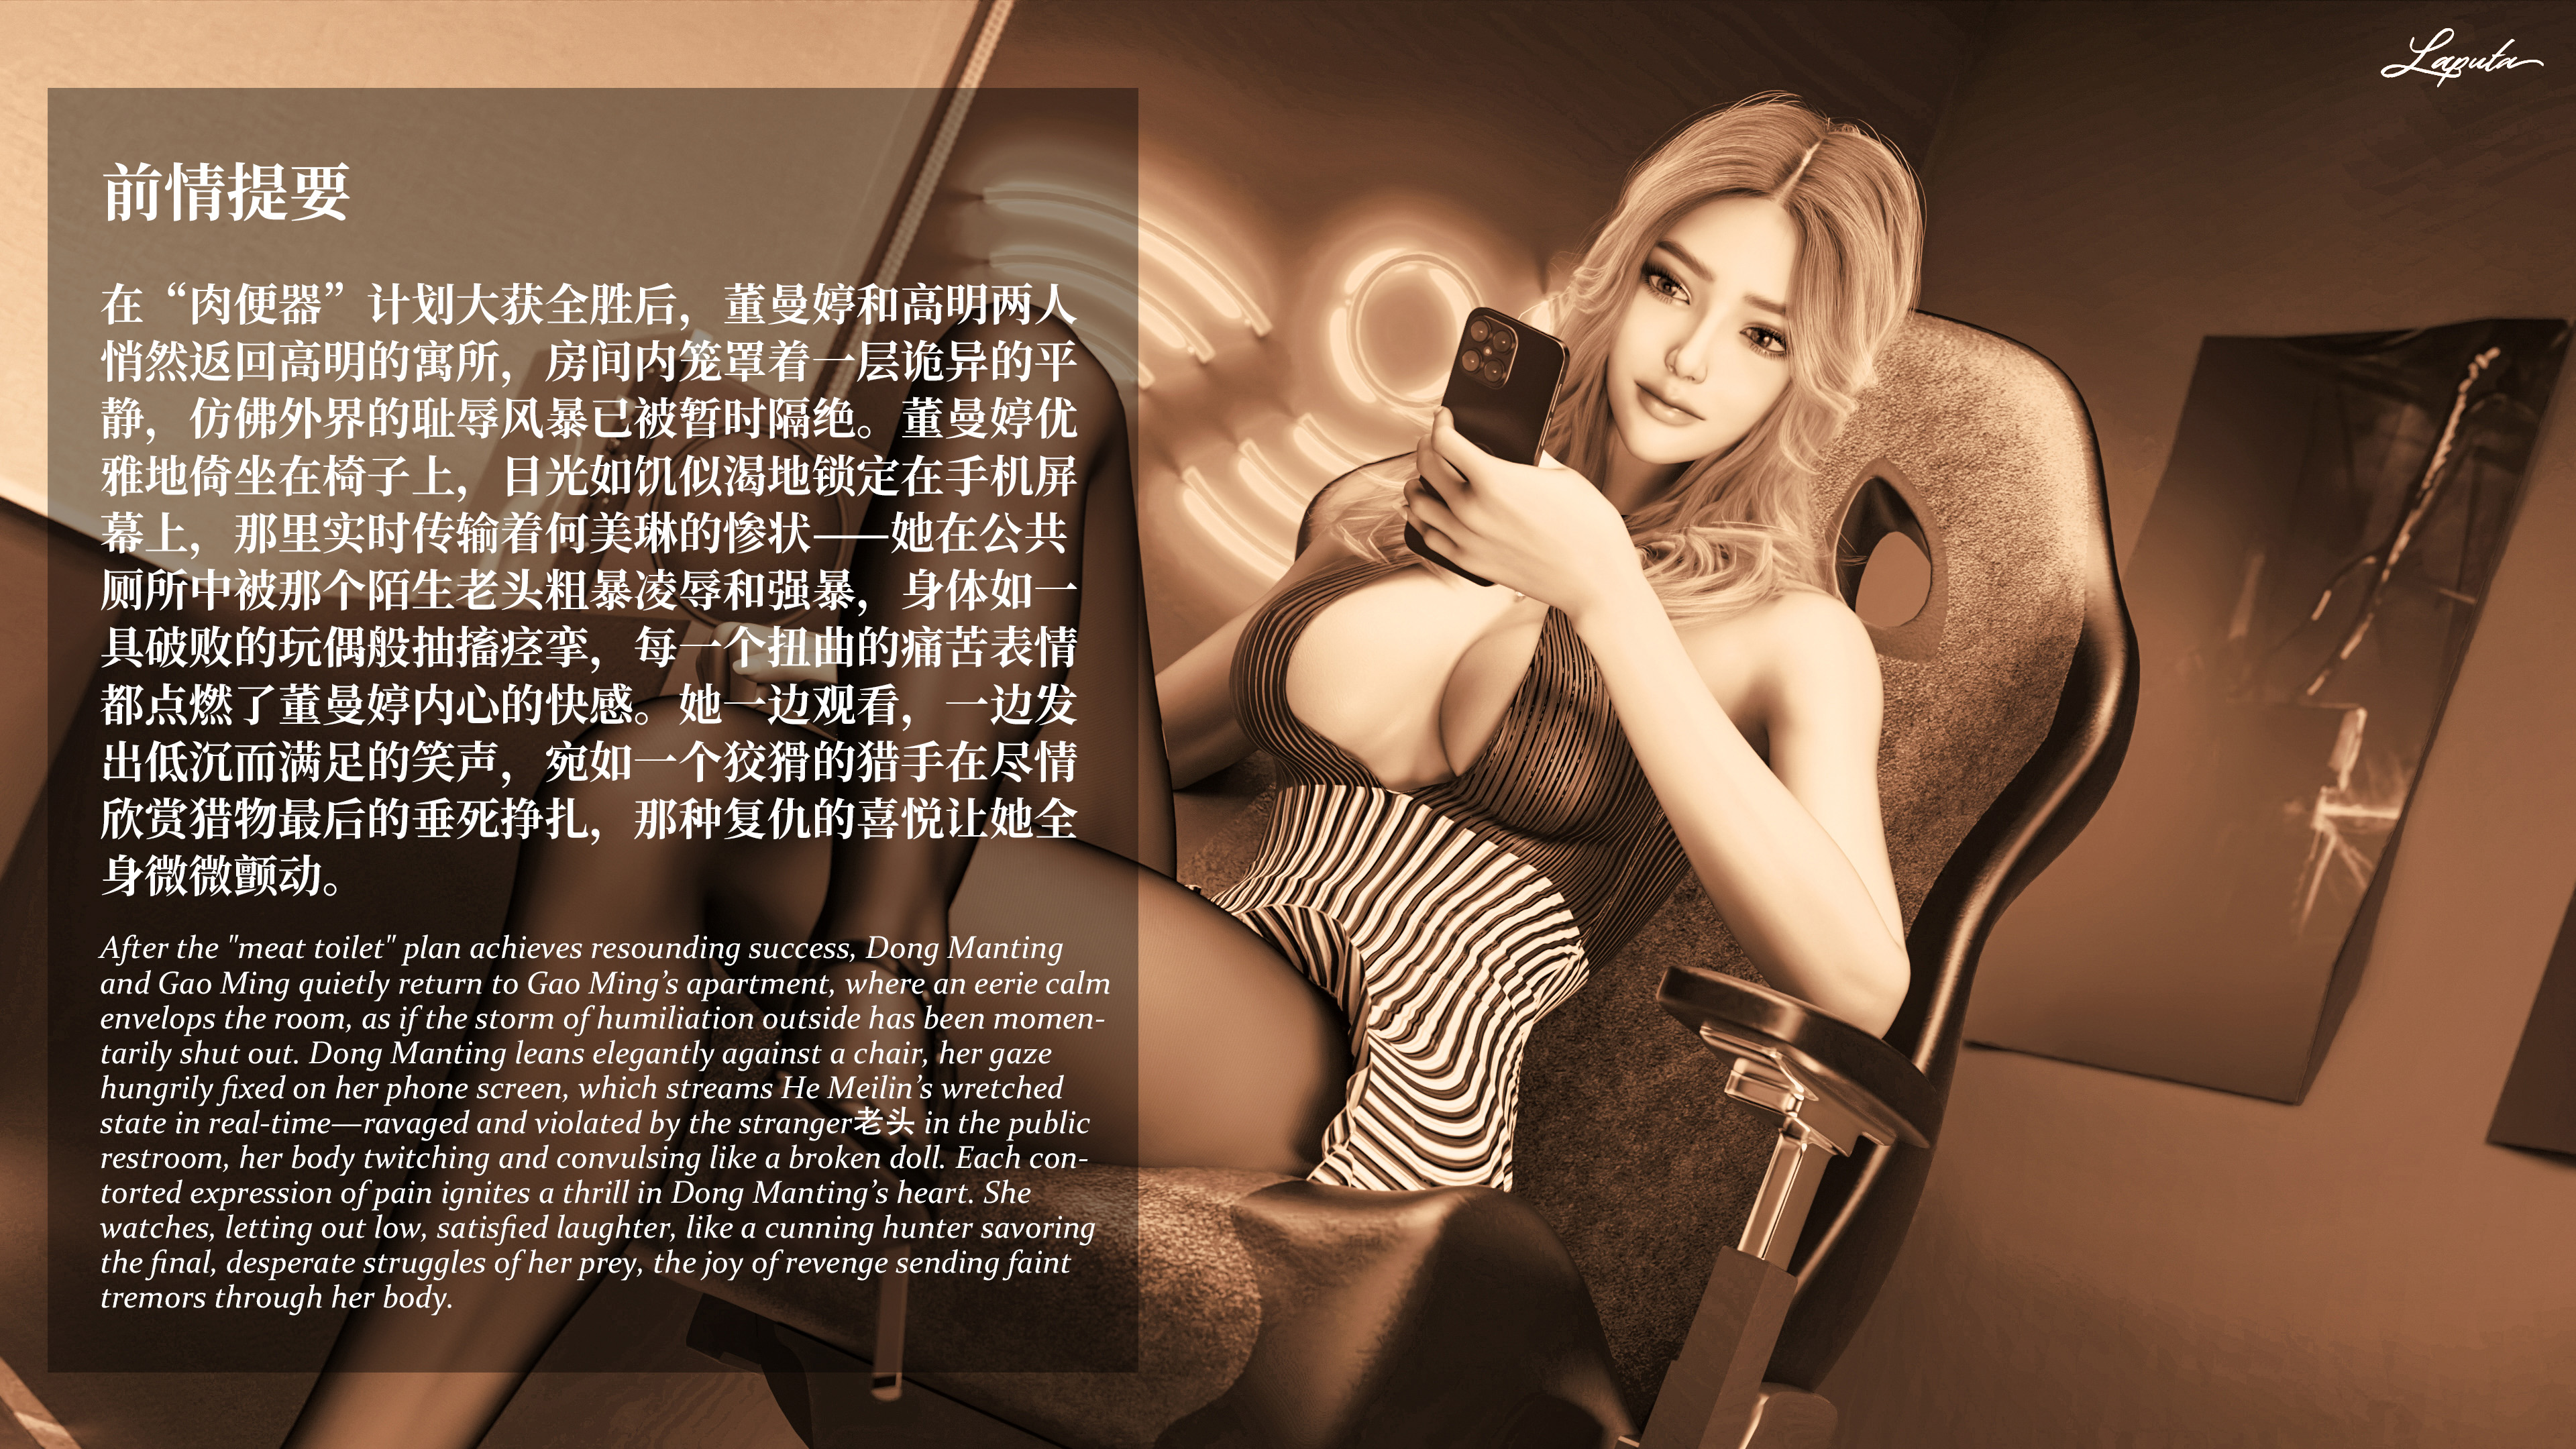 Laputa
前情提要
在“肉便器”计划大获全胜后，董曼婷和高明两人
悄然返回高明的寓所，房间内笼罩着一层诡异的平
静，仿佛外界的耻辱风暴已被暂时隔绝。董曼婷优
雅地倚坐在椅子上，目光如饥似渴地锁定在手机屏
幕上，那里实时传输着何美琳的惨状——她在公共
厕所中被那个陌生老头粗暴凌辱和强暴，身体如一
具破败的玩偶般抽搐痉挛，每一个扭曲的痛苦表情
都点燃了董曼婷内心的快感。她一边观看，一边发
出低沉而满足的笑声，宛如一个狡猾的猎手在尽情
欣赏猎物最后的垂死挣扎，那种复仇的喜悦让她全
身微微颤动。
After the "meat toilet" plan achieves resounding success, Dong Manting
and Gao Ming quietly return to Gao Ming’s apartment, where an eerie calm
envelops the room, as if the storm of humiliation outside has been momen-
tarily shut out. Dong Manting leans elegantly against a chair, her gaze
hungrily fixed on her phone screen, which streams He Meilin’s wretched
state in real-time—ravaged and violated by the stranger老头 in the public
restroom, her body twitching and convulsing like a broken doll. Each con-
torted expression of pain ignites a thrill in Dong Manting’s heart. She
watches, letting out low, satisfied laughter, like a cunning hunter savoring
the final, desperate struggles of her prey, the joy of revenge sending faint
tremors through her body.